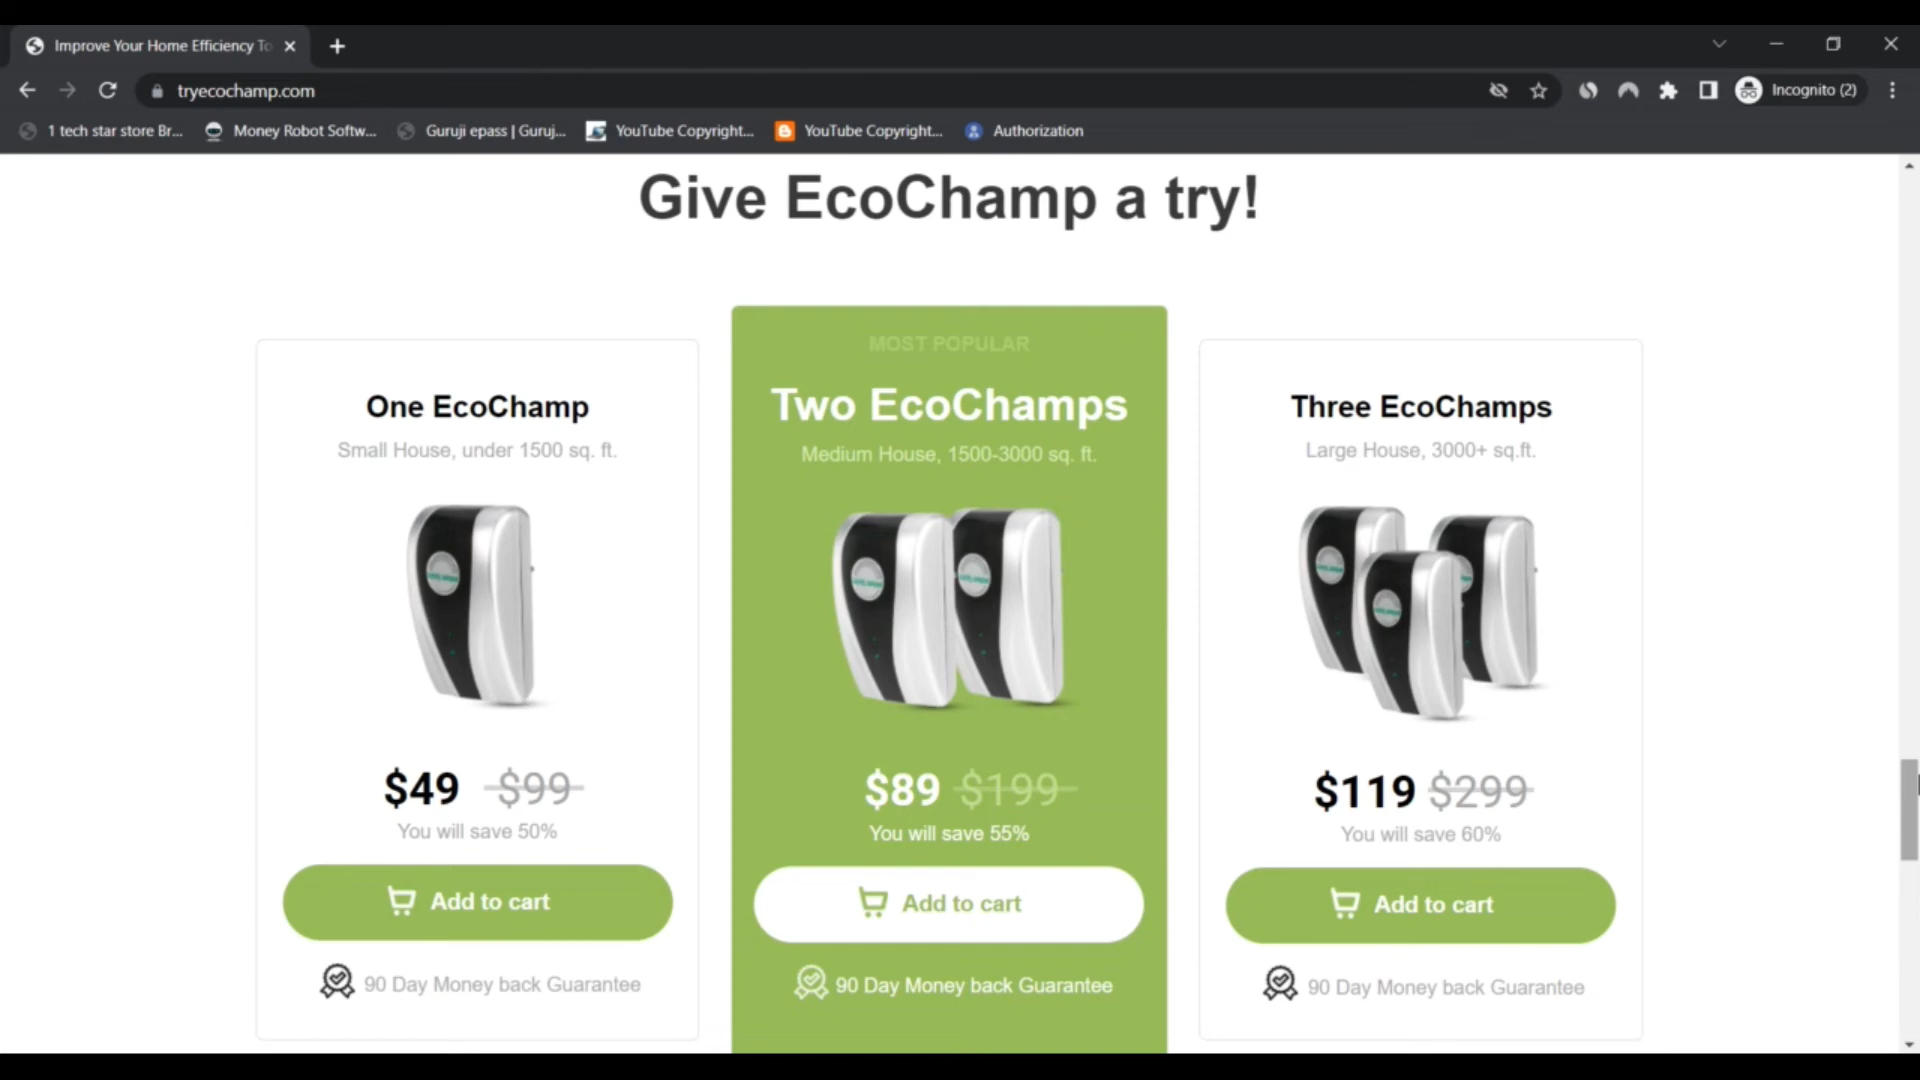 Improve Your Home Efficiency To
tryecochamp.com
Incognito (2)
1 tech star store Br...
Money Robot Softw...
Guruji epass | Guruj...
YouTube Copyright...
YouTube Copyright...
Authorization
Give EcoChamp a try!
One EcoChamp
Small House, under 1500 sq. ft.
$49 $99
You will save 50%
Add to cart
90 Day Money back Guarantee
MOST POPULAR
Two EcoChamps
Medium House, 1500-3000 sq. ft.
$89 $199
You will save 55%
Add to cart
90 Day Money back Guarantee
Three EcoChamps
Large House, 3000+ sq.ft.
$119 $299
You will save 60%
Add to cart
90 Day Money back Guarantee